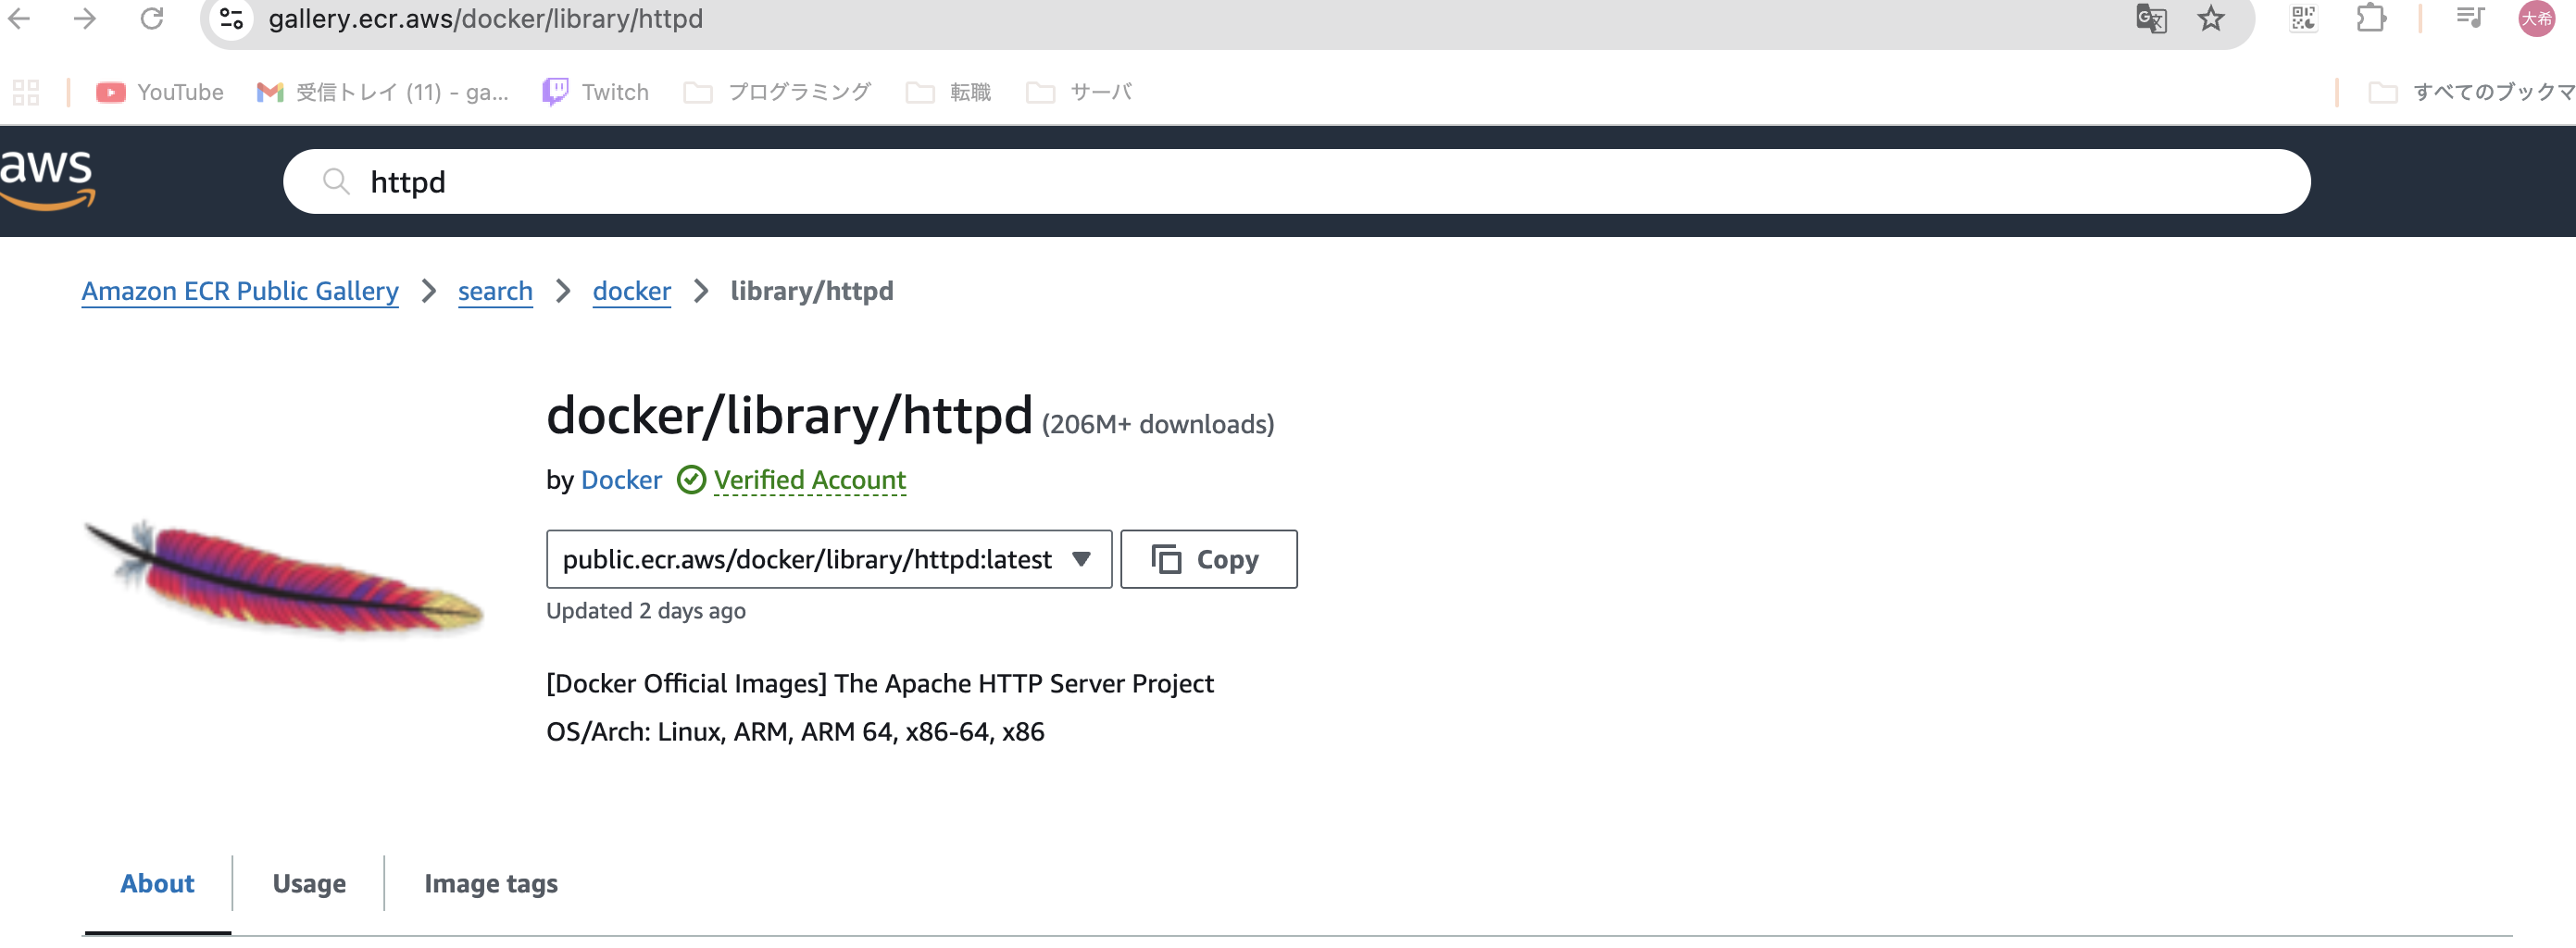 gallery.ecr.aws/docker/library/httpd
大希
YouTube 受信トレイ (11) - ga... Twitch プログラミング 転職 サーバ すべてのブックマ
aws
httpd
Amazon ECR Public Gallery search docker library/httpd
docker/library/httpd (206M+ downloads)
by Docker Verified Account
public.ecr.aws/docker/library/httpd:latest Copy
Updated 2 days ago
[Docker Official Images] The Apache HTTP Server Project
OS/Arch: Linux, ARM, ARM 64, x86-64, x86
About Usage Image tags